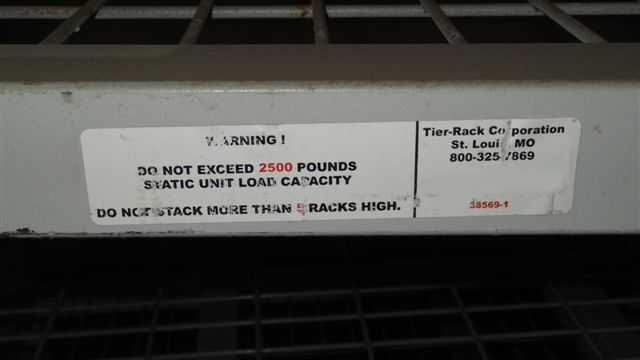 WARNING !
DO NOT EXCEED 2500 POUNDS
STATIC UNIT LOAD CAPACITY
DO NOT STACK MORE THAN 5 RACKS HIGH.
Tier-Rack Corporation
St. Louis, MO
800-325-7869
38569-1